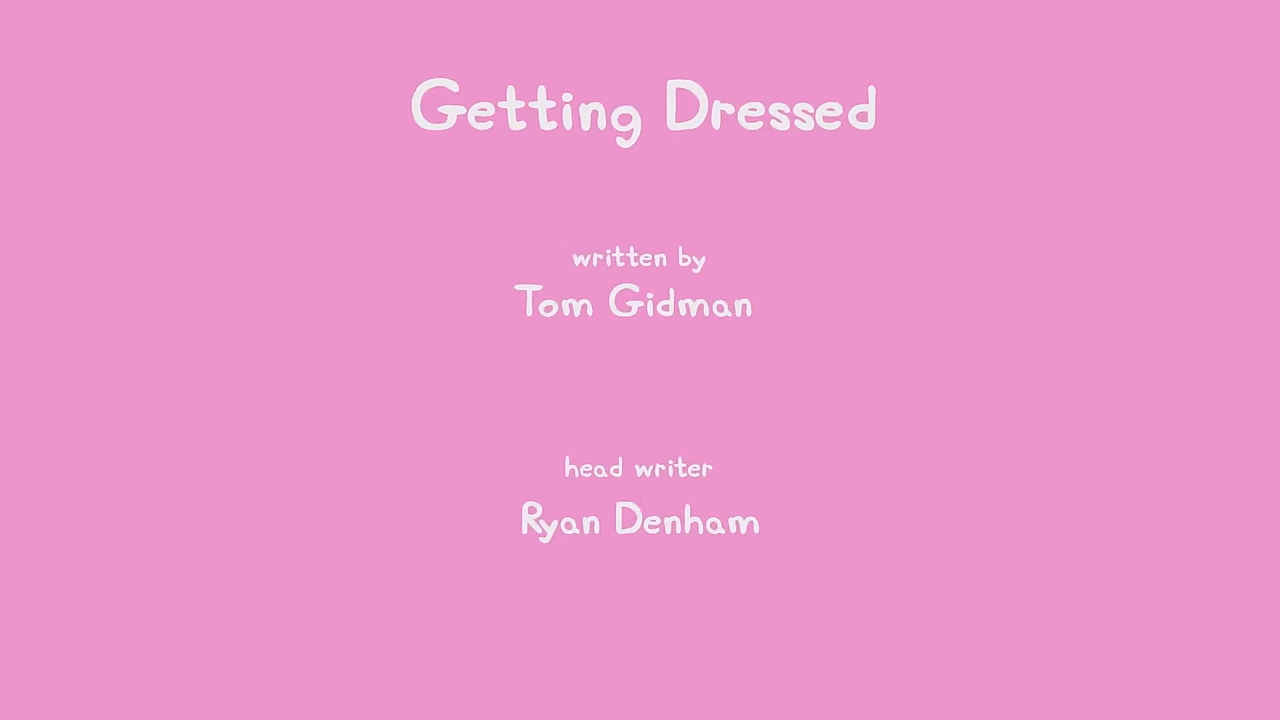 Getting Dressed
written by
Tom Gidman
head writer
Ryan Denham